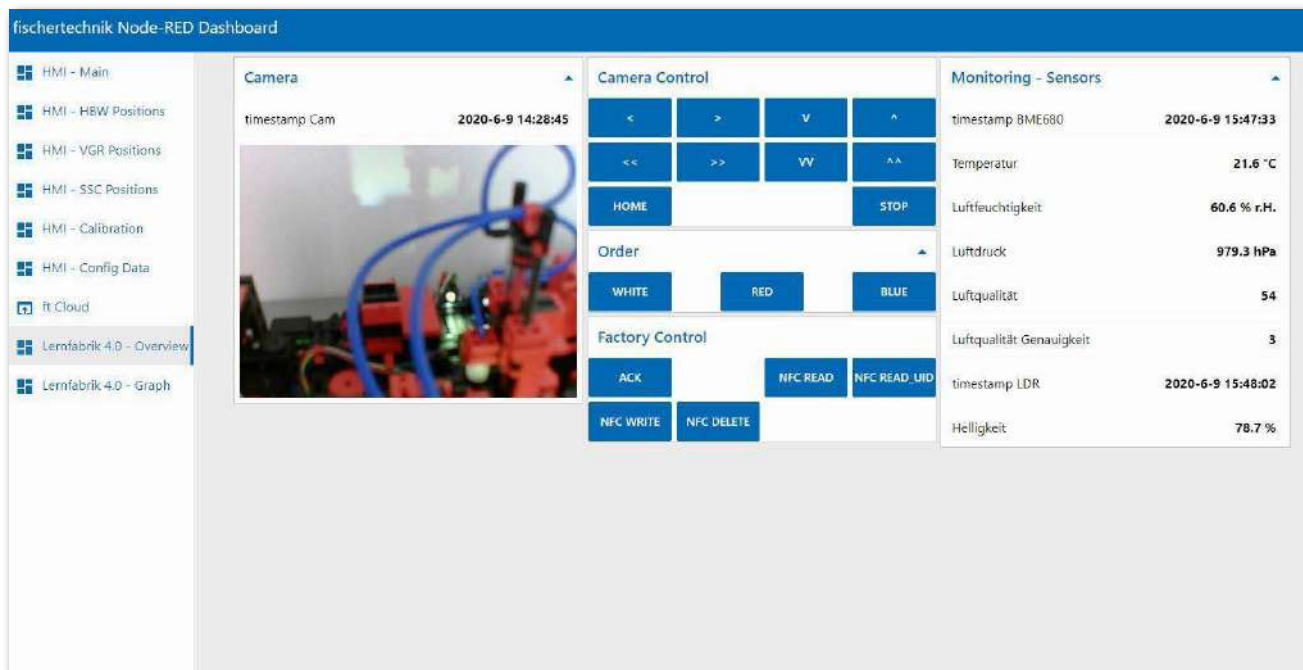 fischertechnik Node-RED Dashboard
HMI - Main
HMI - HBW Positions
HMI - VGR Positions
HMI - SSC Positions
HMI - Calibration
HMI - Config Data
ft Cloud
Lernfabrik 4.0 - Overview
Lernfabrik 4.0 - Graph
Camera
timestamp Cam 2020-6-9 14:28:45
Camera Control
< > V ^
<< >> VV ^^
HOME STOP
Order
WHITE RED BLUE
Factory Control
ACK NFC READ NFC READ_UID
NFC WRITE NFC DELETE
Monitoring - Sensors
timestamp BME680 2020-6-9 15:47:33
Temperatur 21.6 °C
Luftfeuchtigkeit 60.6 % r.H.
Luftdruck 979.3 hPa
Luftqualität 54
Luftqualität Genauigkeit 3
timestamp LDR 2020-6-9 15:48:02
Helligkeit 78.7 %